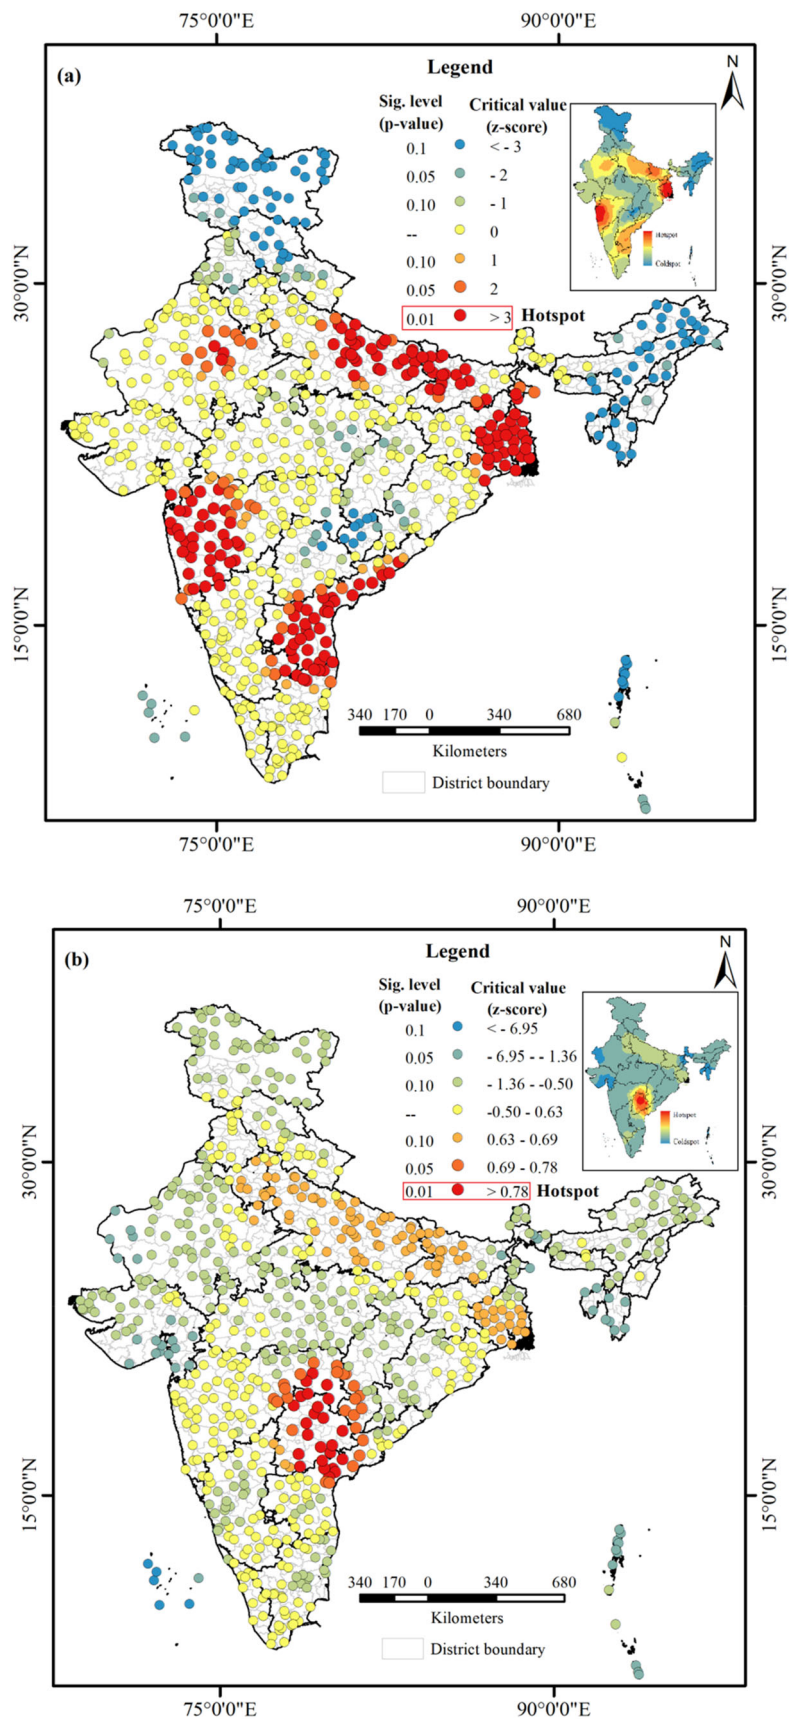 75°0'0"E 90°0'0"E
(a)
Legend
N
Sig. level
(p-value)
Critical value
(z-score)
0.1 < - 3
0.05 - 2
0.10 - 1
-- 0
0.10 1
0.05 2
0.01 > 3 Hotspot
Hotspot
Coldspot
30°0'0"N 30°0'0"N
15°0'0"N 15°0'0"N
340 170 0 340 680
Kilometers
District boundary
75°0'0"E 90°0'0"E
75°0'0"E 90°0'0"E
(b)
Legend
N
Sig. level
(p-value)
Critical value
(z-score)
0.1 < - 6.95
0.05 - 6.95 - - 1.36
0.10 - 1.36 - -0.50
-- -0.50 - 0.63
0.10 0.63 - 0.69
0.05 0.69 - 0.78
0.01 > 0.78 Hotspot
Hotspot
Coldspot
30°0'0"N 30°0'0"N
15°0'0"N 15°0'0"N
340 170 0 340 680
Kilometers
District boundary
75°0'0"E 90°0'0"E